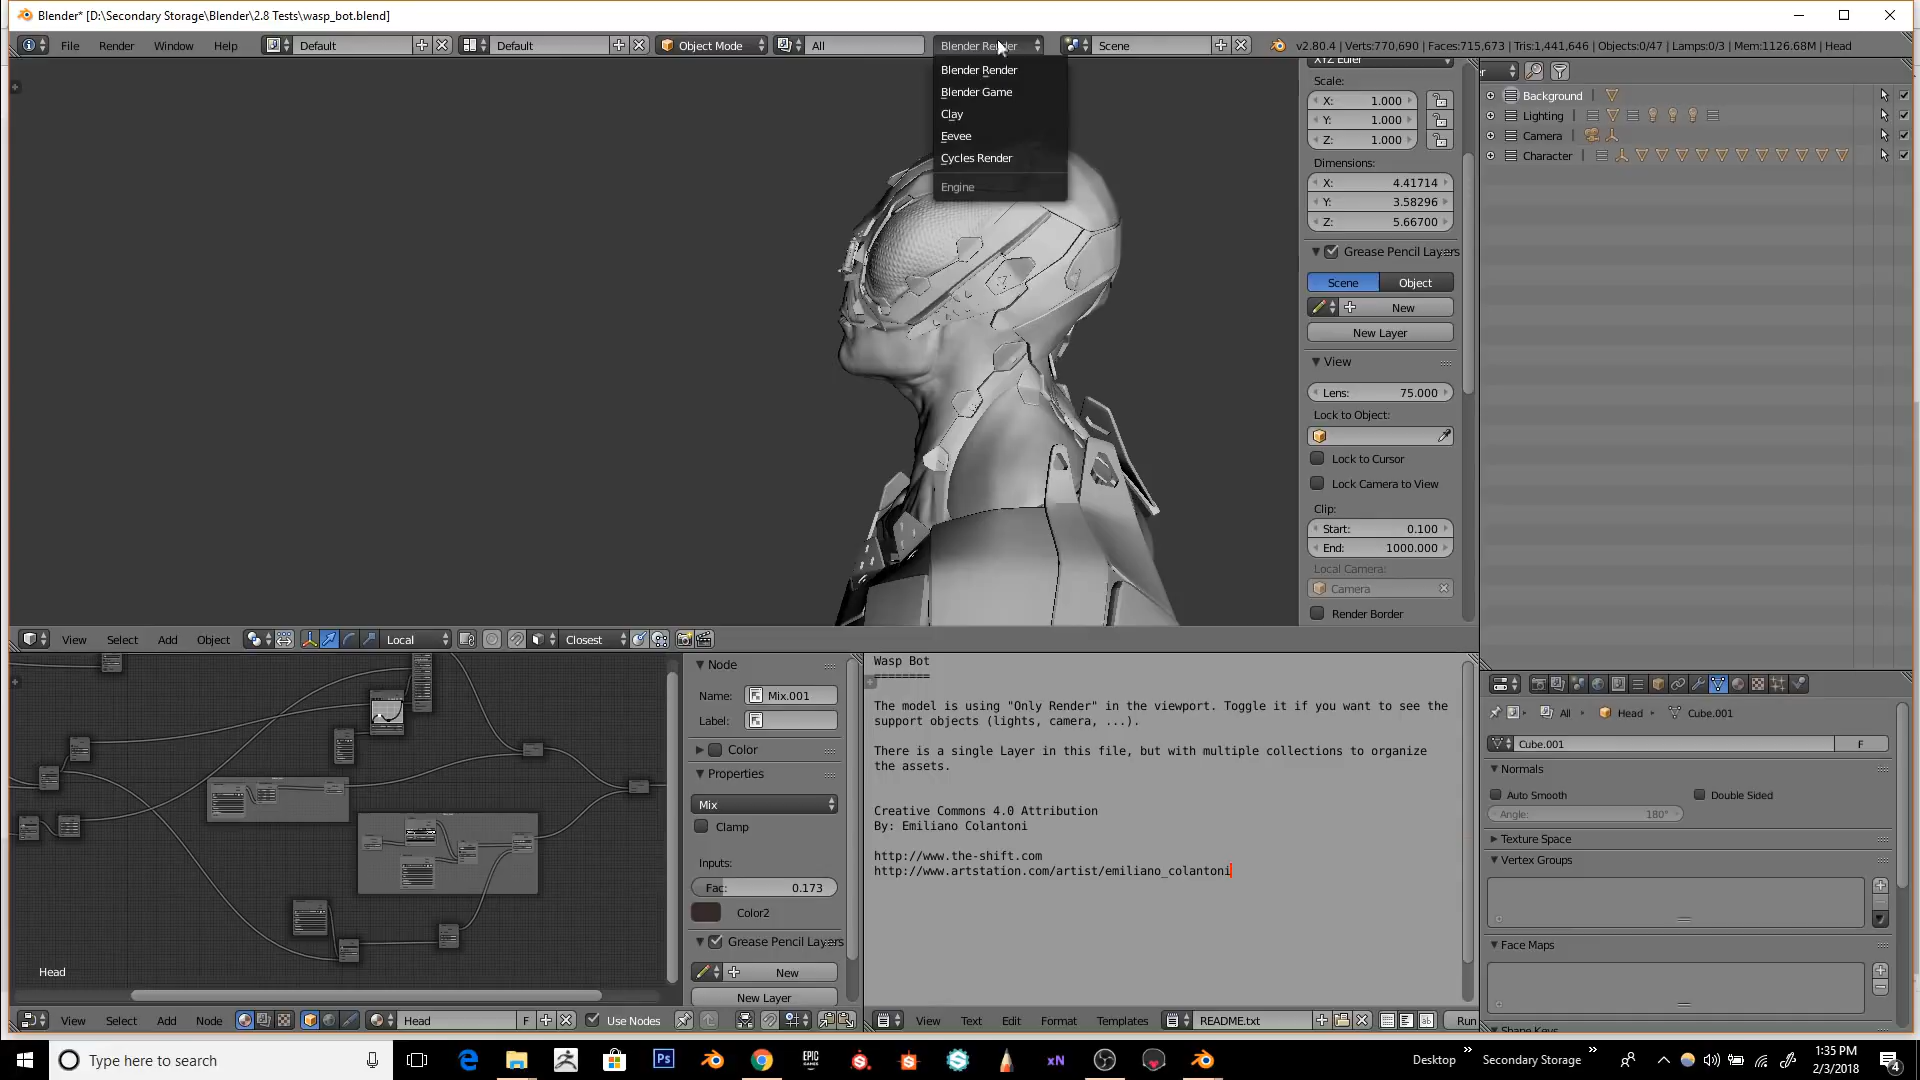 Blender* [D:\Secondary Storage\Blender\2.8 Tests\wasp_bot.blend]
File Render Window Help Default Default Object Mode All Blender Render Scene v2.80.4 | Verts:770,690 | Faces:715,673 | Tris:1,441,646 | Objects:0/47 | Lamps:0/3 | Mem:1126.68M | Head
Blender Render
Blender Game
Clay
Eevee
Cycles Render
Engine
XYZ Euler
Scale:
X: 1.000
Y: 1.000
Z: 1.000
Dimensions:
X: 4.41714
Y: 3.58296
Z: 5.66700
Grease Pencil Layers
Scene Object
New
New Layer
View
Lens: 75.000
Lock to Object:
Lock to Cursor
Lock Camera to View
Clip:
Start: 0.100
End: 1000.000
Local Camera:
Camera
Render Border
Background
Lighting
Camera
Character
View Select Add Object Local Closest
Head
View Select Add Node Head F Use Nodes
Node
Name: Mix.001
Label:
Color
Properties
Mix
Clamp
Inputs:
Fac: 0.173
Color2
Grease Pencil Layers
New
New Layer
Wasp Bot
========
The model is using "Only Render" in the viewport. Toggle it if you want to see the
support objects (lights, camera, ...).
There is a single Layer in this file, but with multiple collections to organize
the assets.
Creative Commons 4.0 Attribution
By: Emiliano Colantoni
http://www.the-shift.com
http://www.artstation.com/artist/emiliano_colantoni
View Text Edit Format Templates README.txt Run
All Head Cube.001
Cube.001 F
Normals
Auto Smooth Double Sided
Angle: 180°
Texture Space
Vertex Groups
Face Maps
Shape Keys
Type here to search
Ps
EPIC GAMES
xN
Desktop
Secondary Storage
1:35 PM
2/3/2018
4